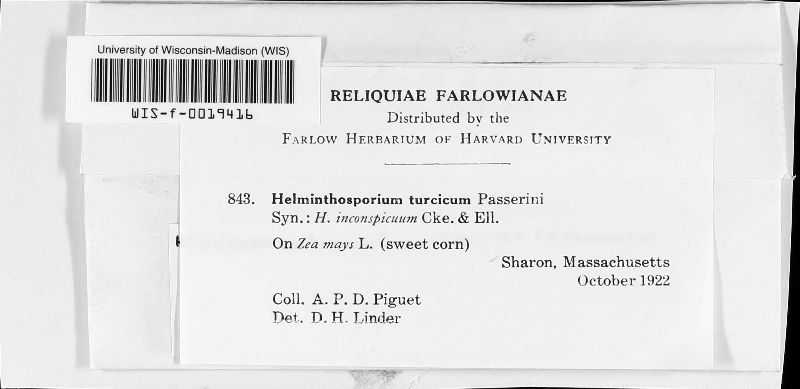 University of Wisconsin-Madison (WIS)
WIS-f-0019416
RELIQUIAE FARLOWIANAE
Distributed by the
FARLOW HERBARIUM OF HARVARD UNIVERSITY
843. Helminthosporium turcicum Passerini
Syn.: H. inconspicuum Cke. & Ell.
On Zea mays L. (sweet corn)
Sharon, Massachusetts
October 1922
Coll. A. P. D. Piguet
Det. D. H. Linder